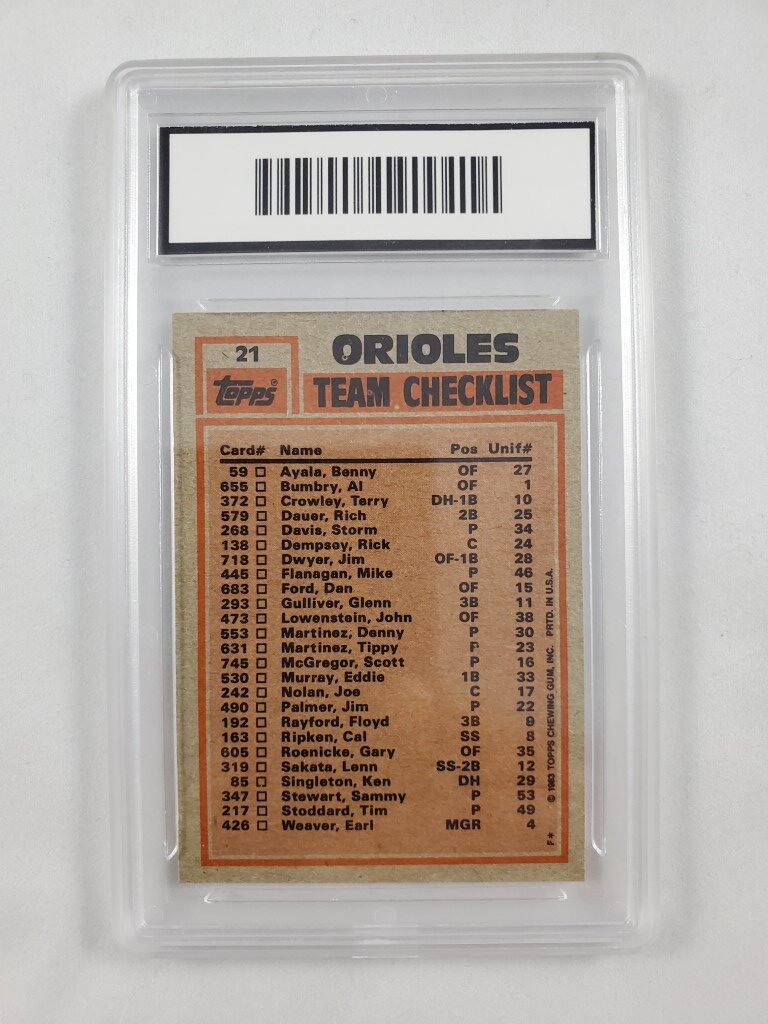 21
ORIOLES
Topps®
TEAM CHECKLIST
Card# Name Pos Unif#
59 Ayala, Benny OF 27
655 Bumbry, Al OF 1
372 Crowley, Terry DH-1B 10
579 Dauer, Rich 2B 25
268 Davis, Storm P 34
138 Dempsey, Rick C 24
718 Dwyer, Jim OF-1B 28
445 Flanagan, Mike P 46
683 Ford, Dan OF 15
293 Gulliver, Glenn 3B 11
473 Lowenstein, John OF 38
553 Martinez, Denny P 30
631 Martinez, Tippy P 23
745 McGregor, Scott P 16
530 Murray, Eddie 1B 33
242 Nolan, Joe C 17
490 Palmer, Jim P 22
192 Rayford, Floyd 3B 9
163 Ripken, Cal SS 8
605 Roenicke, Gary OF 35
319 Sakata, Lenn SS-2B 12
85 Singleton, Ken DH 29
347 Stewart, Sammy P 53
217 Stoddard, Tim P 49
426 Weaver, Earl MGR 4
F* © 1983 TOPPS CHEWING GUM, INC. PRTD. IN U.S.A.